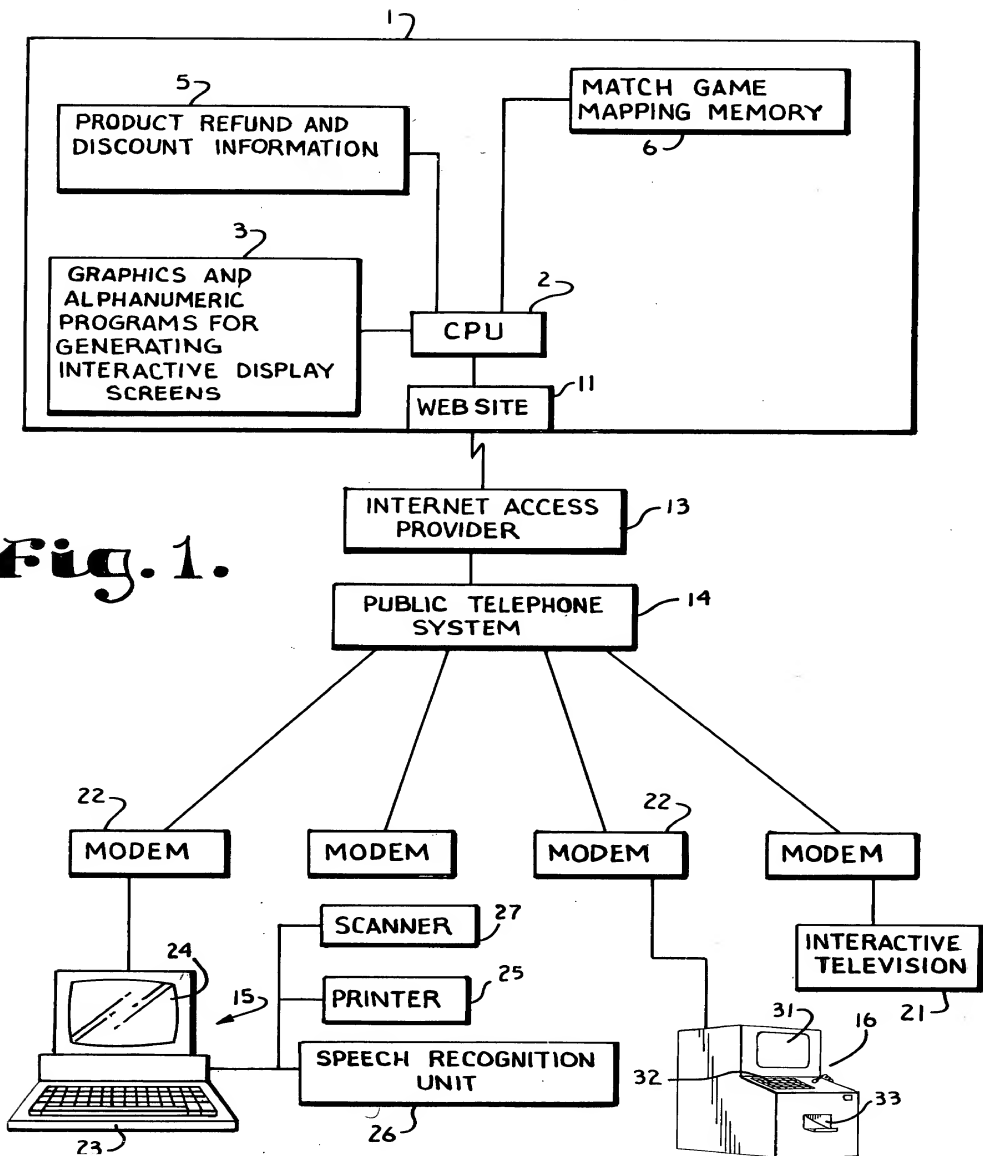 1
5
PRODUCT REFUND AND
DISCOUNT INFORMATION
MATCH GAME
MAPPING MEMORY
6
3
GRAPHICS AND
ALPHANUMERIC
PROGRAMS FOR
GENERATING
INTERACTIVE DISPLAY
SCREENS
2
CPU
11
WEB SITE
INTERNET ACCESS
PROVIDER
13
Fig. 1.
PUBLIC TELEPHONE
SYSTEM
14
22
MODEM
MODEM
22
MODEM
MODEM
24
15
SCANNER
27
PRINTER
25
SPEECH RECOGNITION
UNIT
26
23
INTERACTIVE
TELEVISION
21
31
16
32
33